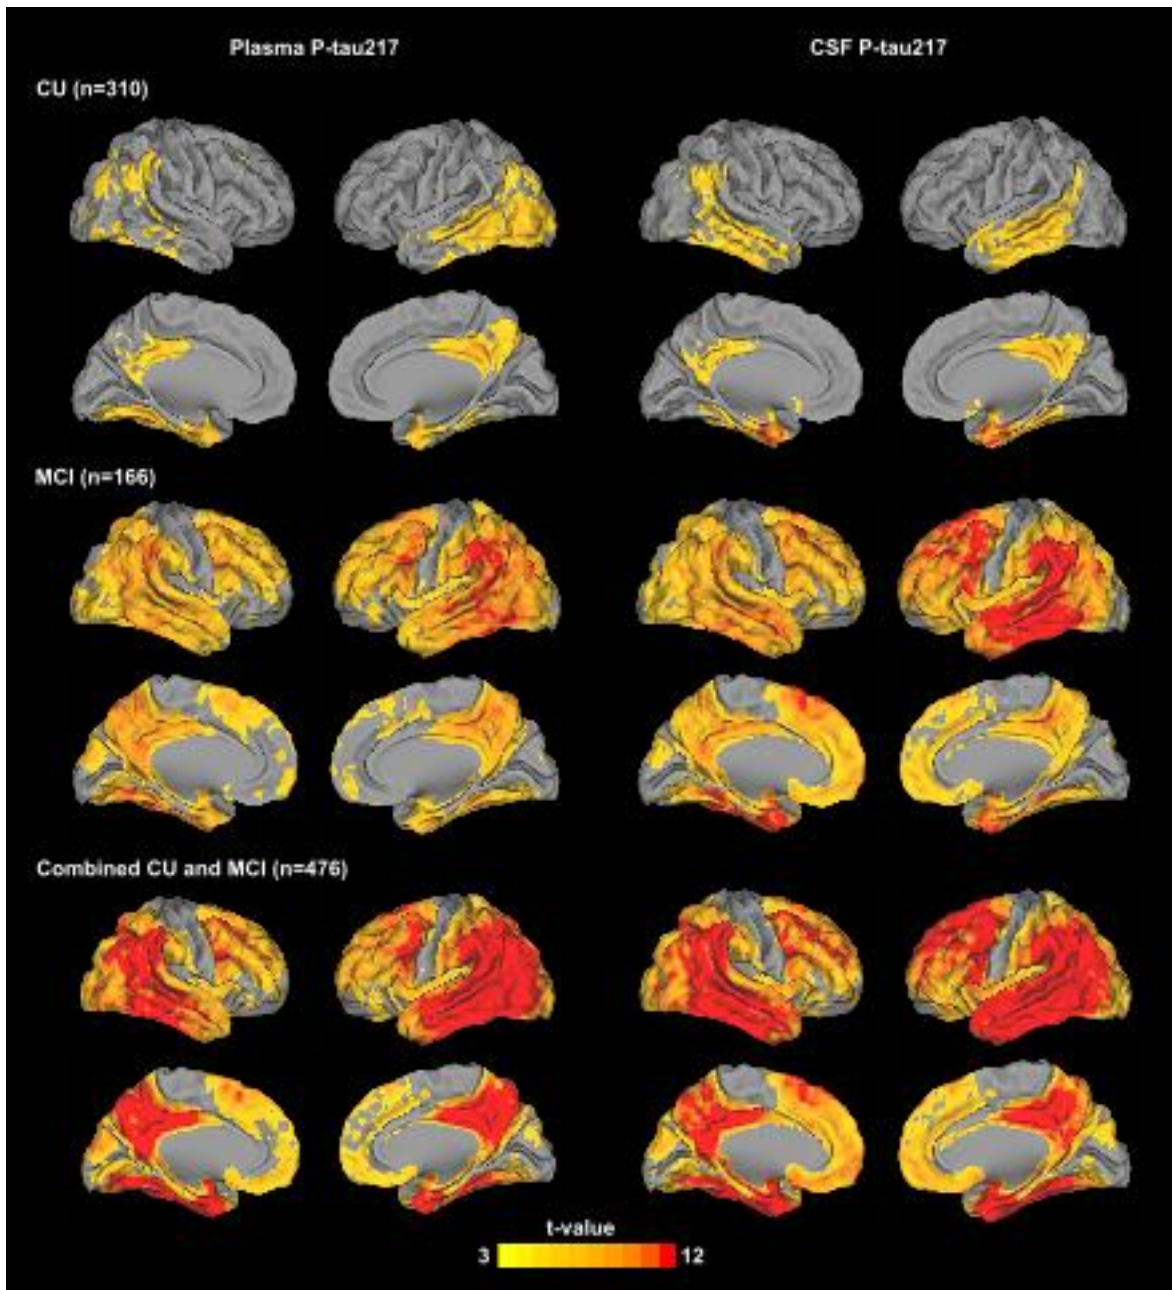 Plasma P-tau217
CSF P-tau217
CU (n=310)
MCI (n=166)
Combined CU and MCI (n=476)
t-value
3
12